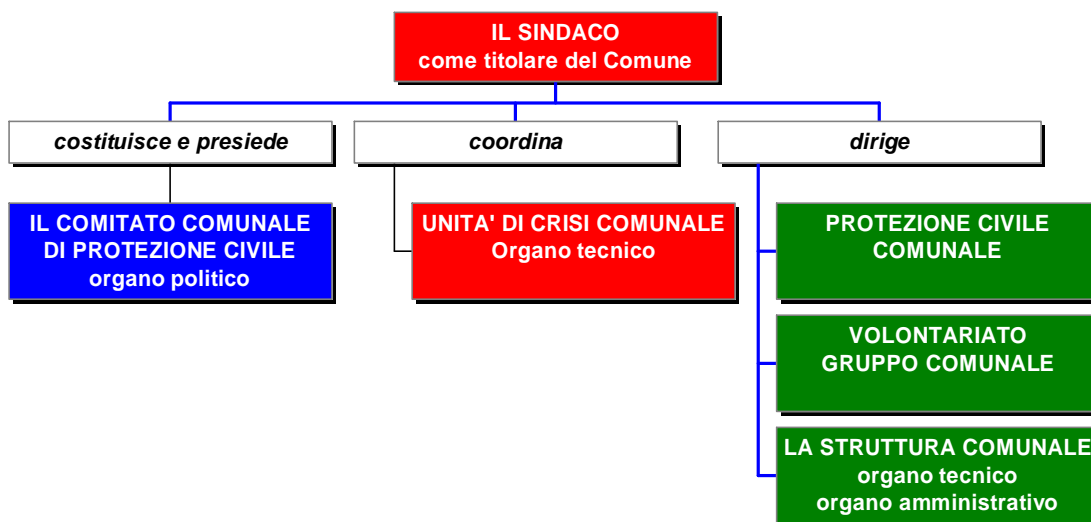 IL SINDACO
come titolare del Comune
costituisce e presiede
coordina
dirige
IL COMITATO COMUNALE
DI PROTEZIONE CIVILE
organo politico
UNITA' DI CRISI COMUNALE
Organo tecnico
PROTEZIONE CIVILE
COMUNALE
VOLONTARIATO
GRUPPO COMUNALE
LA STRUTTURA COMUNALE
organo tecnico
organo amministrativo